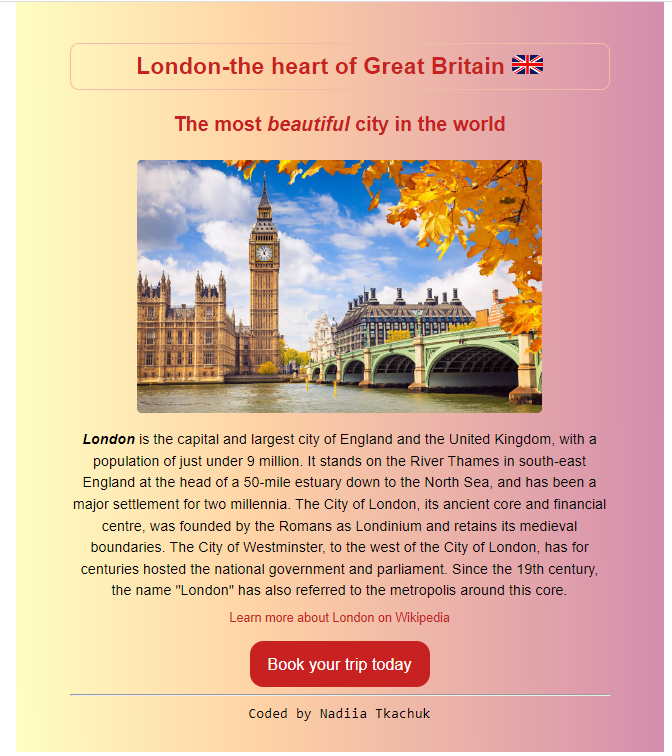 London-the heart of Great Britain 🇬🇧
The most beautiful city in the world
London is the capital and largest city of England and the United Kingdom, with a
population of just under 9 million. It stands on the River Thames in south-east
England at the head of a 50-mile estuary down to the North Sea, and has been a
major settlement for two millennia. The City of London, its ancient core and financial
centre, was founded by the Romans as Londinium and retains its medieval
boundaries. The City of Westminster, to the west of the City of London, has for
centuries hosted the national government and parliament. Since the 19th century,
the name "London" has also referred to the metropolis around this core.
Learn more about London on Wikipedia
Book your trip today
Coded by Nadiia Tkachuk